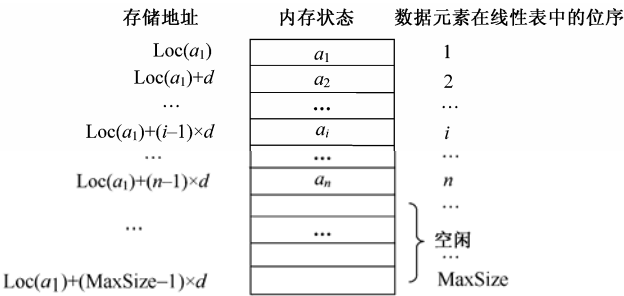 存储地址 内存状态 数据元素在线性表中的位序
Loc(a1) a1 1
Loc(a1)+d a2 2
… … …
Loc(a1)+(i–1)×d ai i
… … …
Loc(a1)+(n–1)×d an n
…
… … 空闲
…
Loc(a1)+(MaxSize–1)×d MaxSize